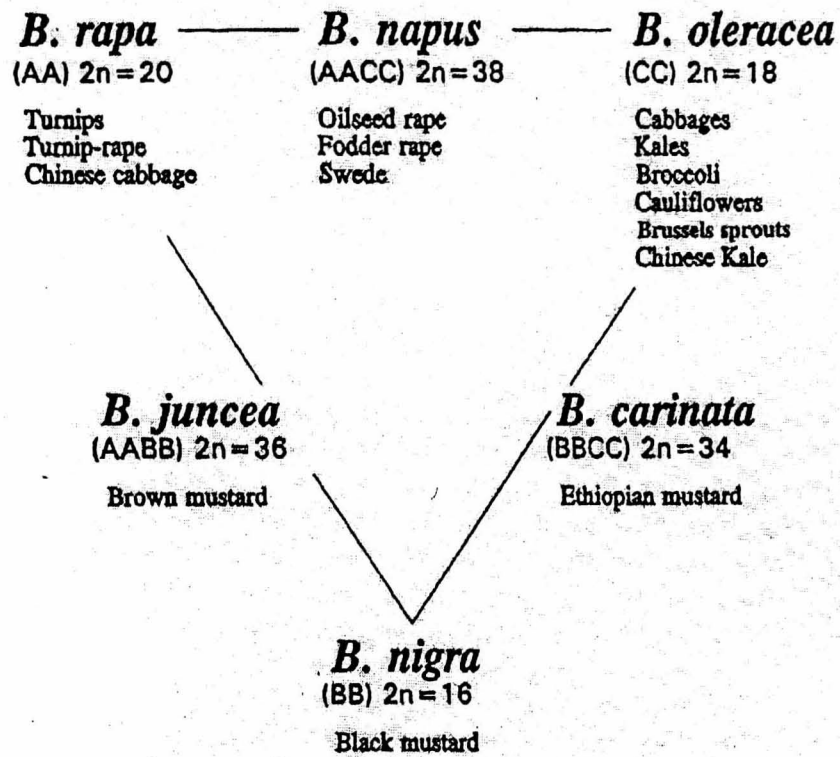 B. rapa
B. napus
B. oleracea
(AA) 2n=20
(AACC) 2n=38
(CC) 2n=18
Turnips
Turnip-rape
Chinese cabbage
Oilseed rape
Fodder rape
Swede
Cabbages
Kales
Broccoli
Cauliflowers
Brussels sprouts
Chinese Kale
B. juncea
(AABB) 2n=36
Brown mustard
B. carinata
(BBCC) 2n=34
Ethiopian mustard
B. nigra
(BB) 2n=16
Black mustard